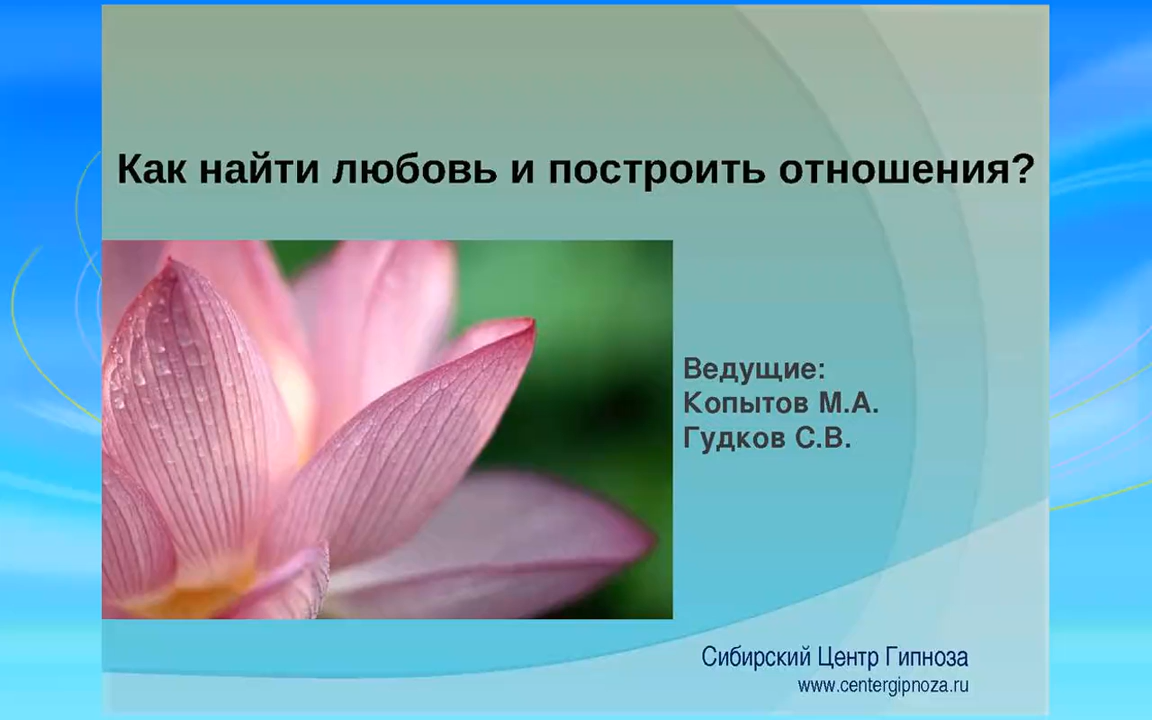 Как найти любовь и построить отношения?
Ведущие:
Копытов М.А.
Гудков С.В.
Сибирский Центр Гипноза
www.centergipnoza.ru